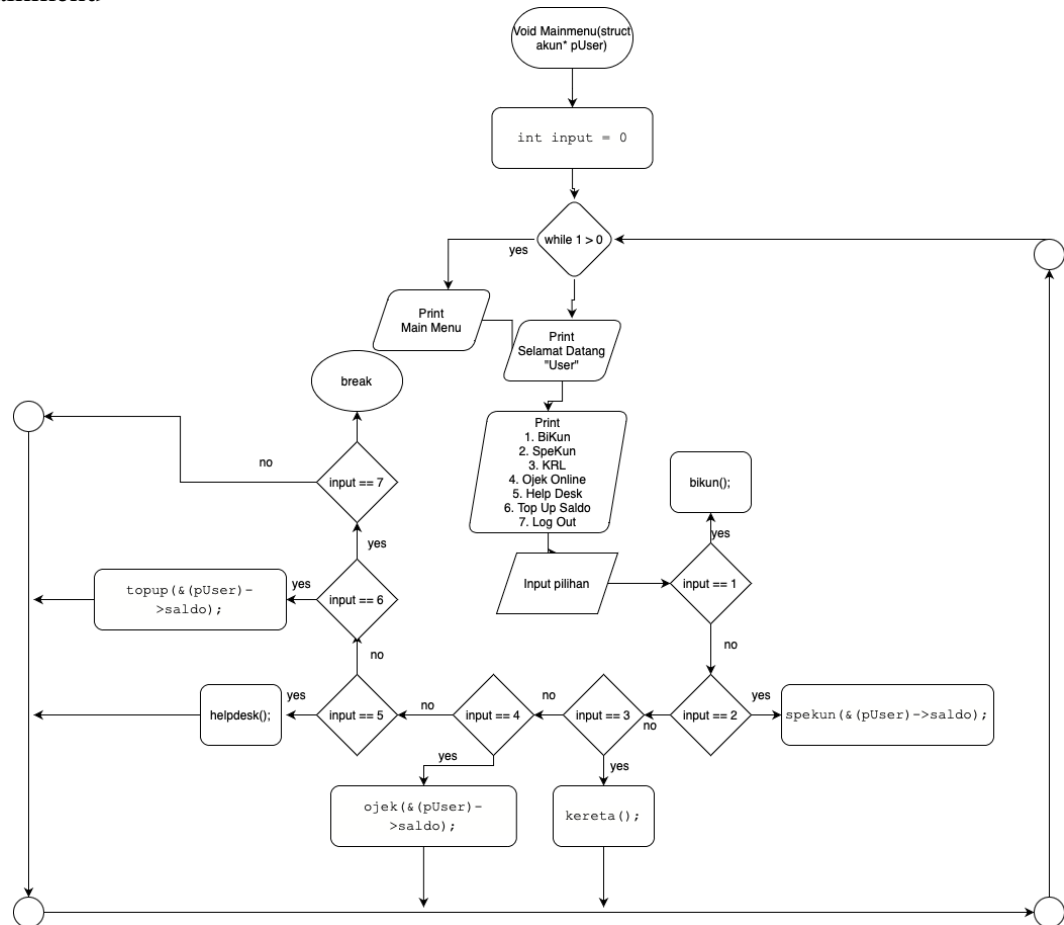 Void Mainmenu(struct
akun* pUser)
int input = 0
while 1 > 0
yes
Print
Main Menu
Print
Selamat Datang
"User"
break
Print
1. BiKun
2. SpeKun
3. KRL
4. Ojek Online
5. Help Desk
6. Top Up Saldo
7. Log Out
no
input == 7
bikun();
yes
yes
Input pilihan
input == 1
topup(&(pUser)-
>saldo);
yes
input == 6
no
no
helpdesk();
yes
input == 5
no
input == 4
no
input == 3
no
input == 2
yes
spekun(&(pUser)->saldo);
yes
yes
ojek(&(pUser)-
>saldo);
kereta();